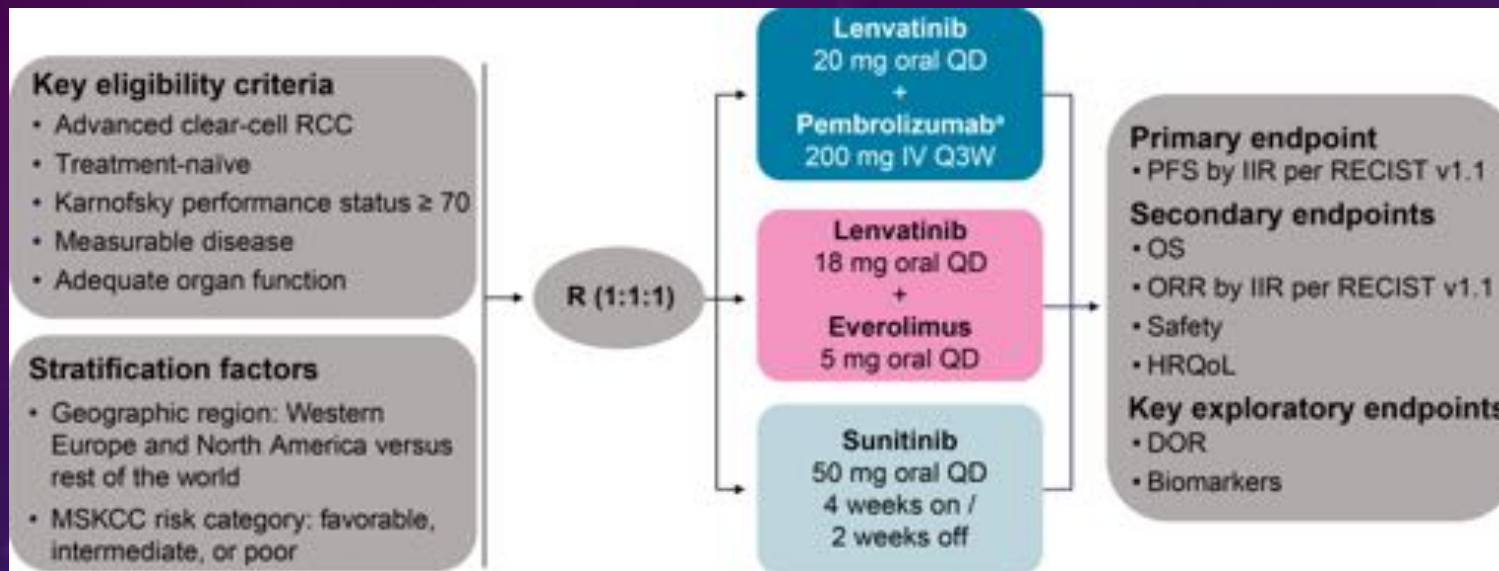 Key eligibility criteria
• Advanced clear-cell RCC
• Treatment-naïve
• Karnofsky performance status ≥ 70
• Measurable disease
• Adequate organ function
Stratification factors
• Geographic region: Western
Europe and North America versus
rest of the world
• MSKCC risk category: favorable,
intermediate, or poor
R (1:1:1)
Lenvatinib
20 mg oral QD
+
Pembrolizumabᵃ
200 mg IV Q3W
Lenvatinib
18 mg oral QD
+
Everolimus
5 mg oral QD
Sunitinib
50 mg oral QD
4 weeks on /
2 weeks off
Primary endpoint
• PFS by IIR per RECIST v1.1
Secondary endpoints
• OS
• ORR by IIR per RECIST v1.1
• Safety
• HRQoL
Key exploratory endpoints
• DOR
• Biomarkers